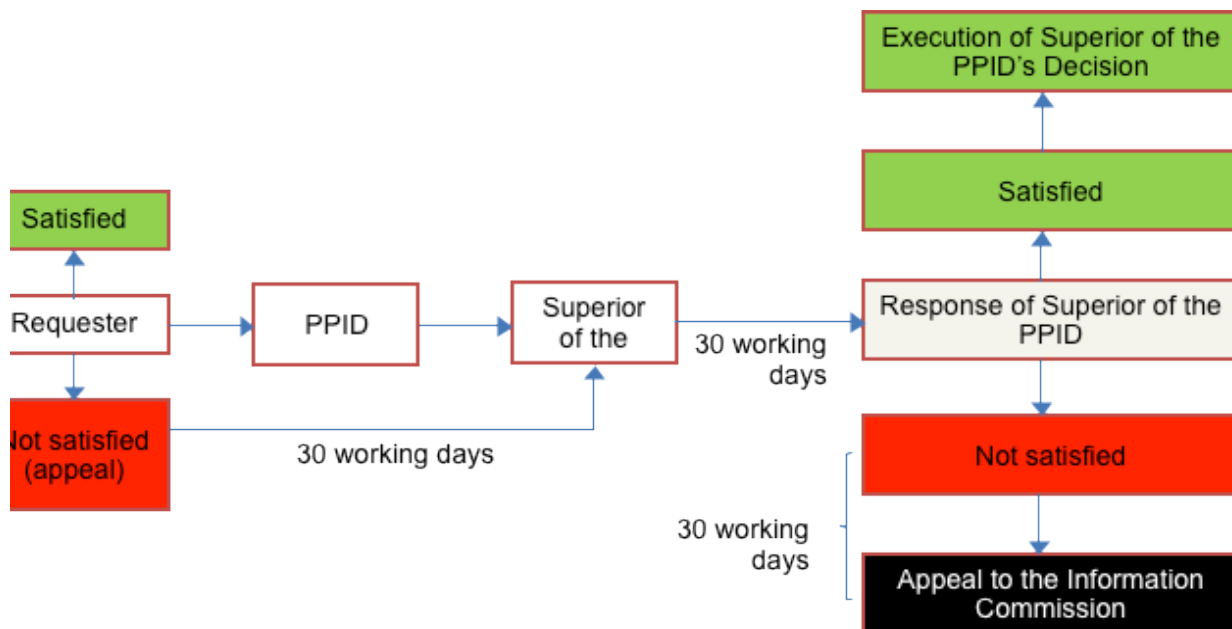 Execution of Superior of the
PPID's Decision
Satisfied
Satisfied
Requester
PPID
Superior
of the
30 working
days
Response of Superior of the
PPID
Not satisfied
(appeal)
30 working days
Not satisfied
30 working
days
Appeal to the Information
Commission